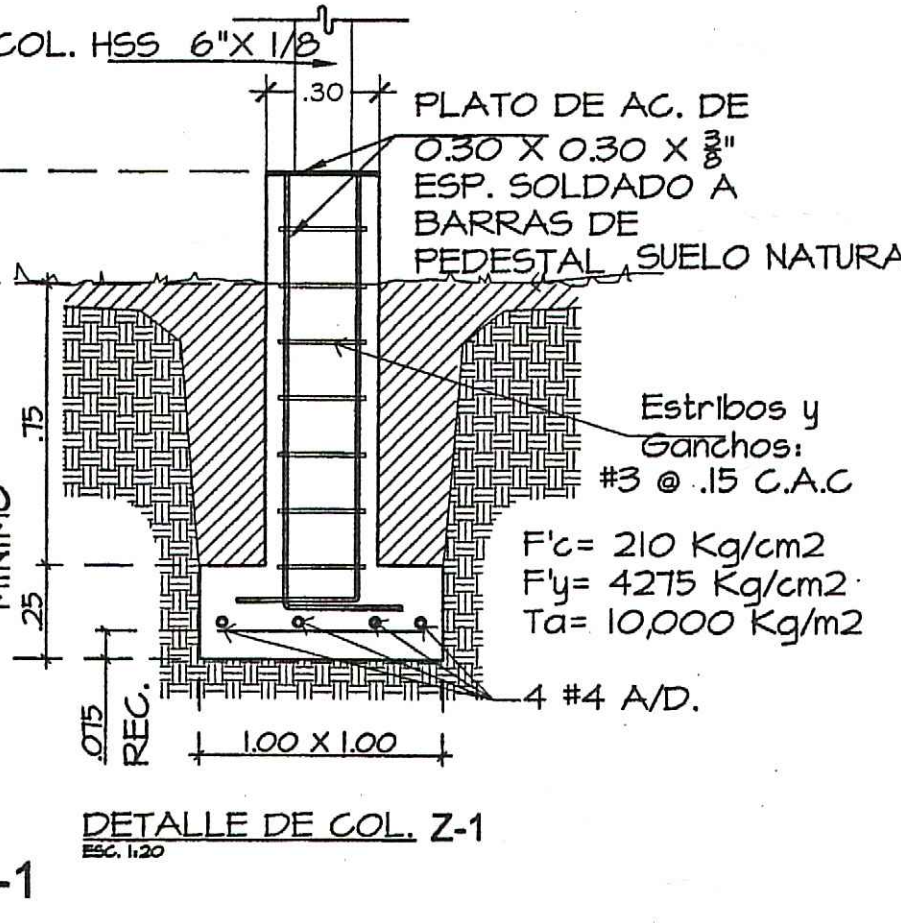 COL. HSS 6"X 1/8
.30
PLATO DE AC. DE
0.30 X 0.30 X 3/8"
ESP. SOLDADO A
BARRAS DE
PEDESTAL
SUELO NATURA
.75
MINIMO
.25
Estribos y
Ganchos:
#3 @ .15 C.A.C
F'c= 210 Kg/cm2
F'y= 4275 Kg/cm2
Ta= 10,000 Kg/m2
4 #4 A/D.
.075
REC.
1.00 X 1.00
DETALLE DE COL. Z-1
ESC. 1:20
-1